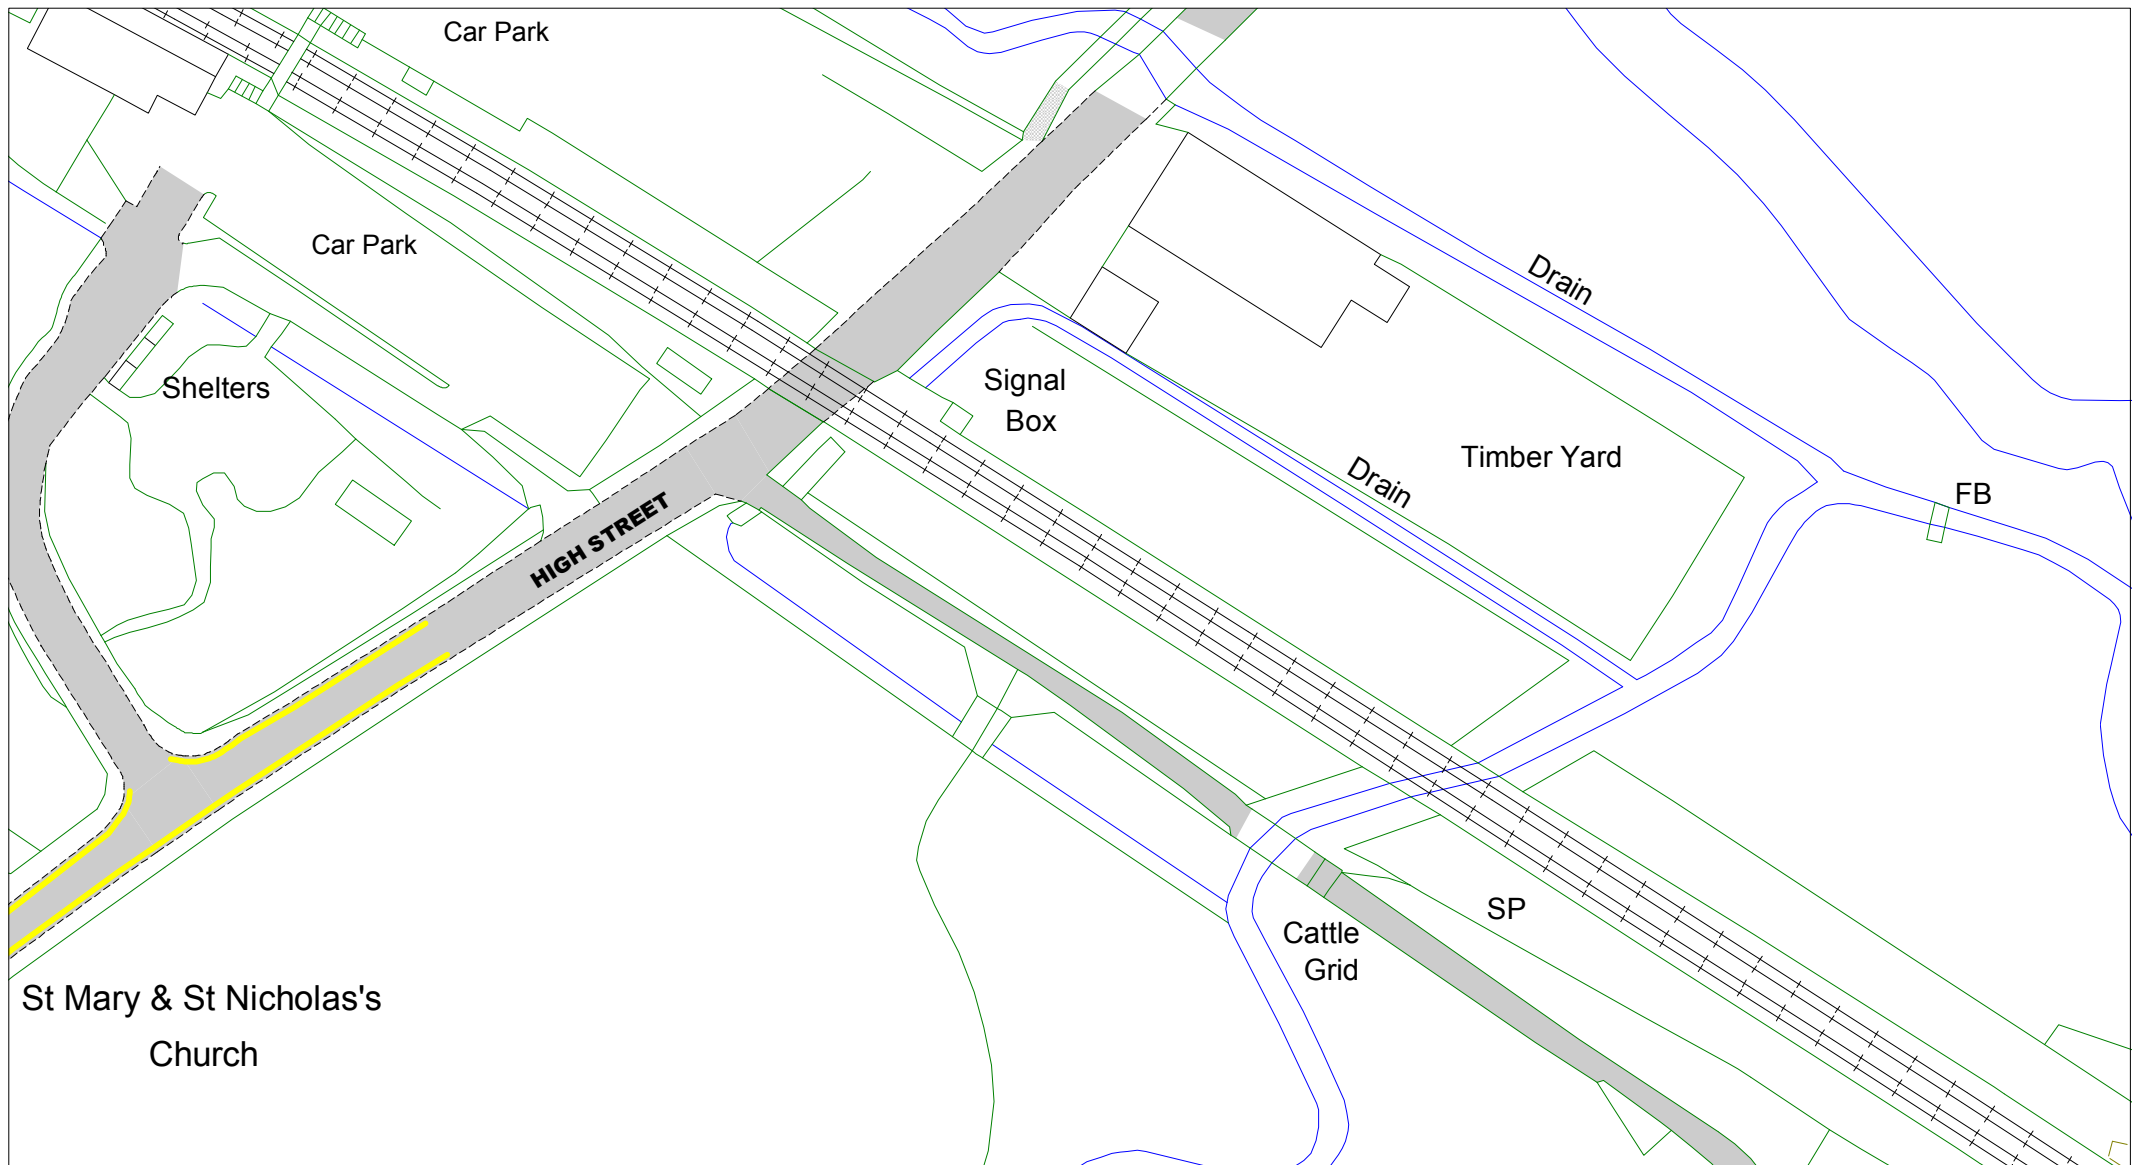 Car Park
Car Park
Drain
Shelters
Signal
Box
Timber Yard
Drain
FB
HIGH STREET
SP
Cattle
Grid
St Mary & St Nicholas's
Church